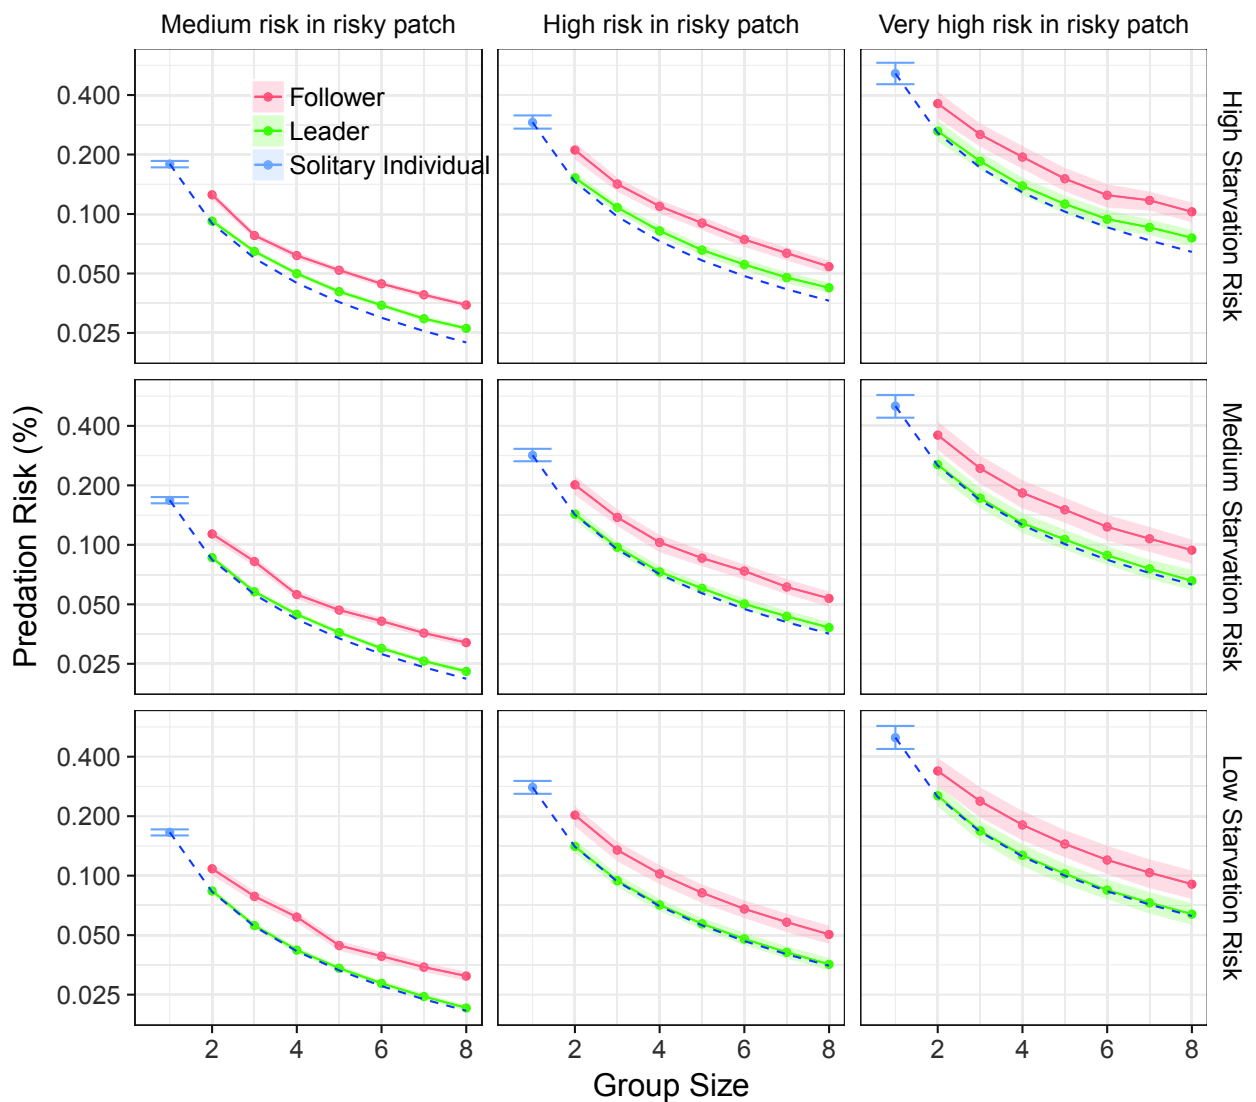 Medium risk in risky patch
High risk in risky patch
Very high risk in risky patch
Follower
Leader
Solitary Individual
0.400
0.200
0.100
0.050
0.025
High Starvation Risk
0.400
0.200
0.100
0.050
0.025
Medium Starvation Risk
0.400
0.200
0.100
0.050
0.025
Low Starvation Risk
Predation Risk (%)
2 4 6 8
2 4 6 8
2 4 6 8
Group Size